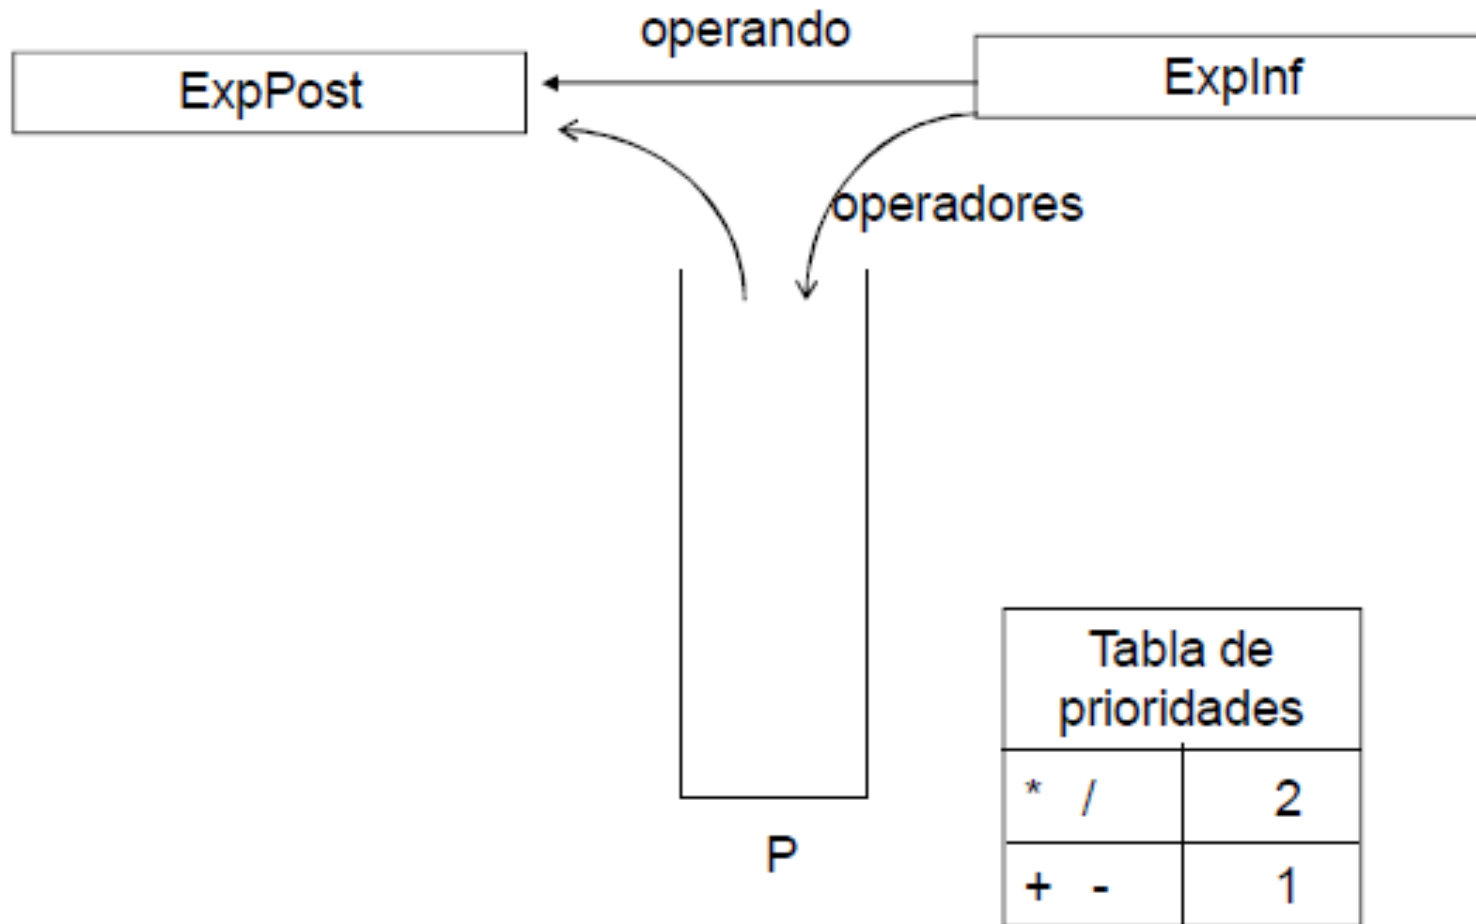 operando
ExpPost
ExpInf
operadores
P
Tabla de
prioridades
* / 2
+ - 1